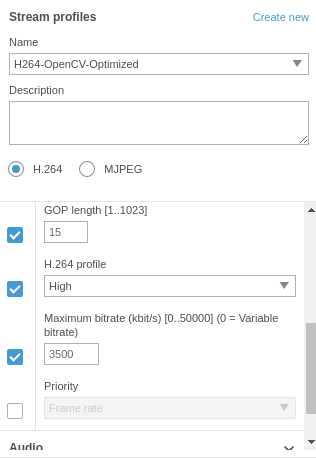 Stream profiles
Create new
Name
H264-OpenCV-Optimized
Description
H.264
MJPEG
GOP length [1..1023]
15
H.264 profile
High
Maximum bitrate (kbit/s) [0..50000] (0 = Variable
bitrate)
3500
Priority
Frame rate
Audio